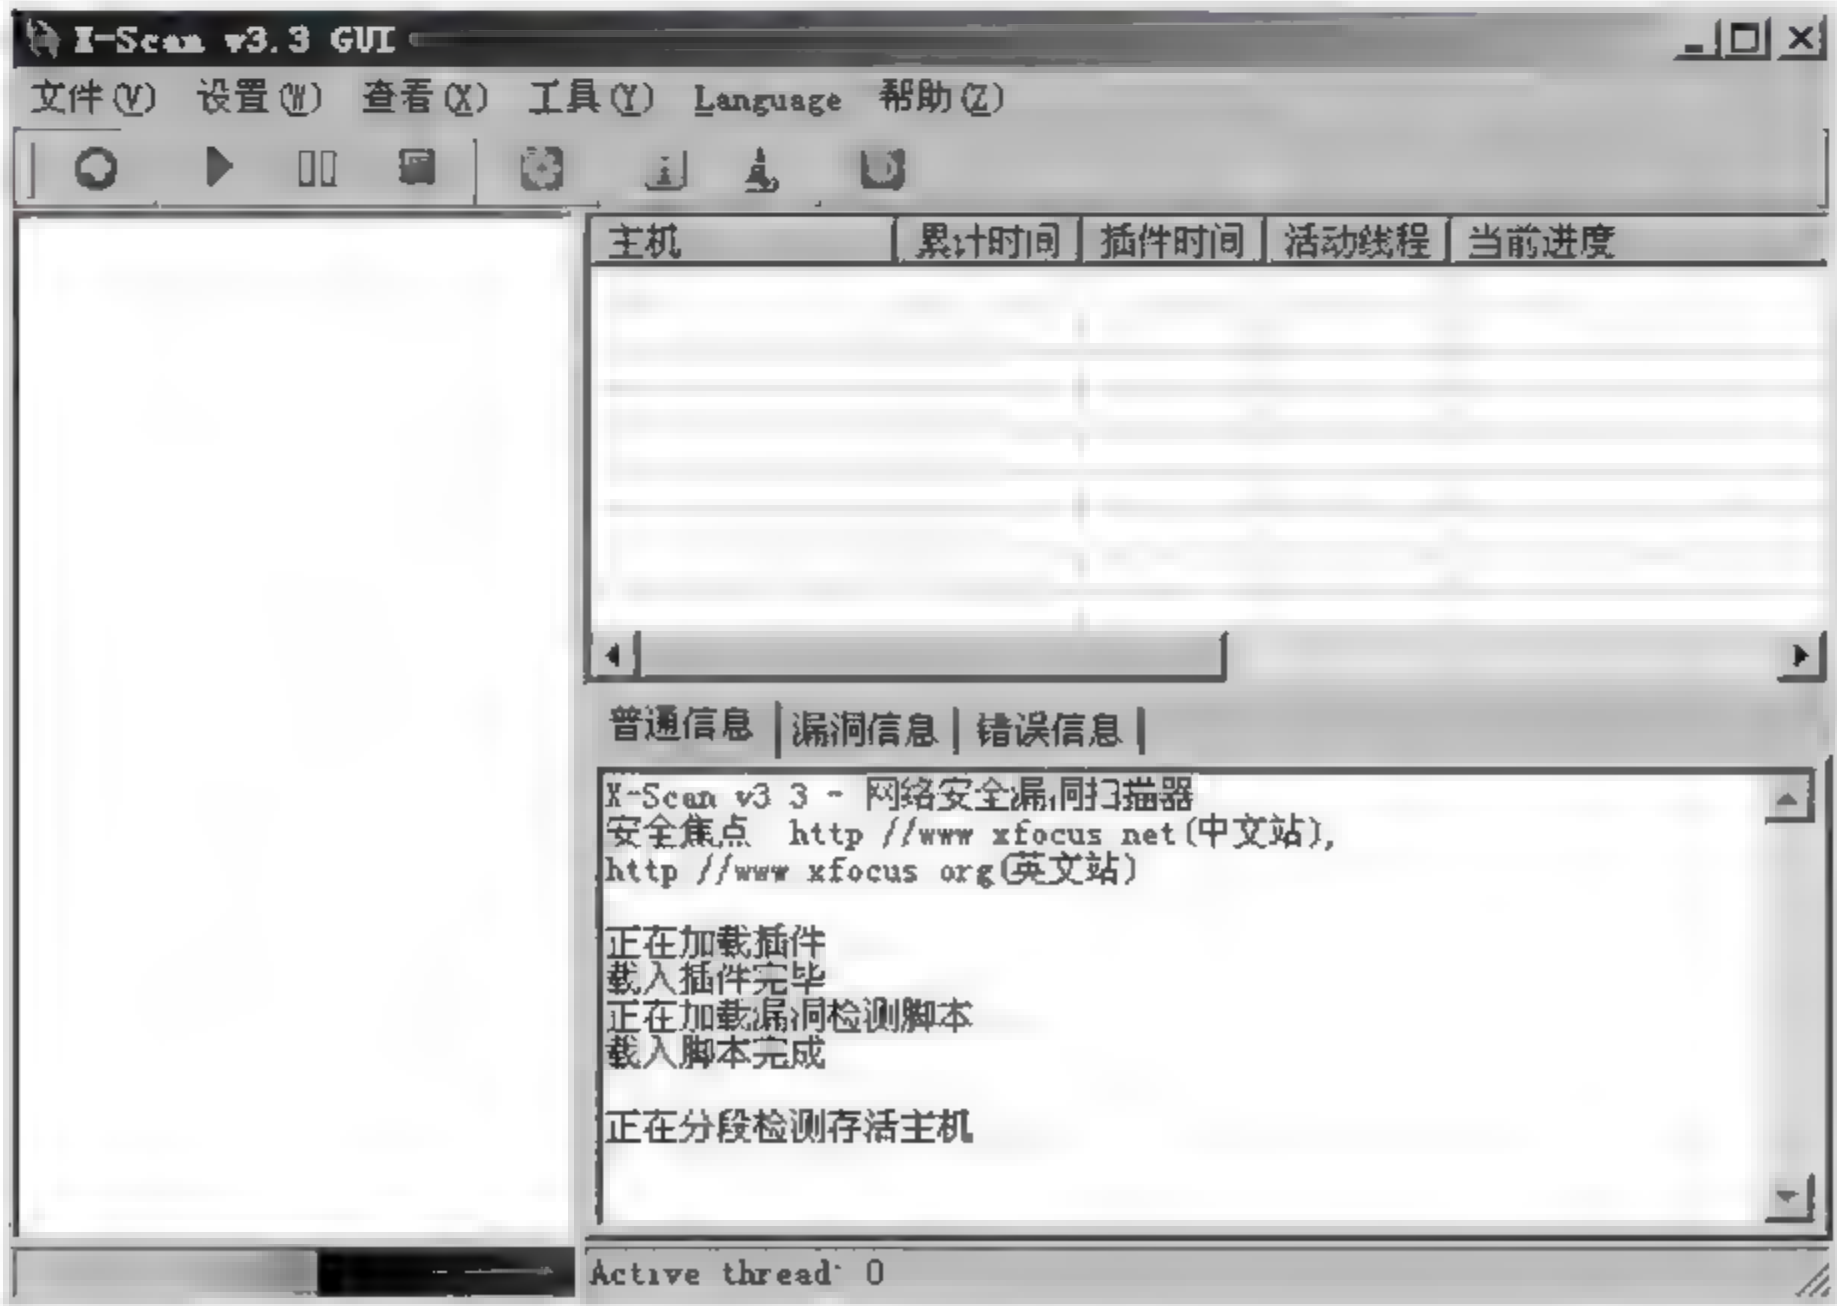 X-Scan v3.3 GUI
文件(V) 设置(W) 查看(X) 工具(Y) Language 帮助(Z)
主机 累计时间 插件时间 活动线程 当前进度
普通信息 漏洞信息 错误信息
X-Scan v3 3 - 网络安全漏洞扫描器
安全焦点 http //www xfocus net(中文站),
http //www xfocus org(英文站)
正在加载插件
载入插件完毕
正在加载漏洞检测脚本
载入脚本完成
正在分段检测存活主机
Active thread: 0